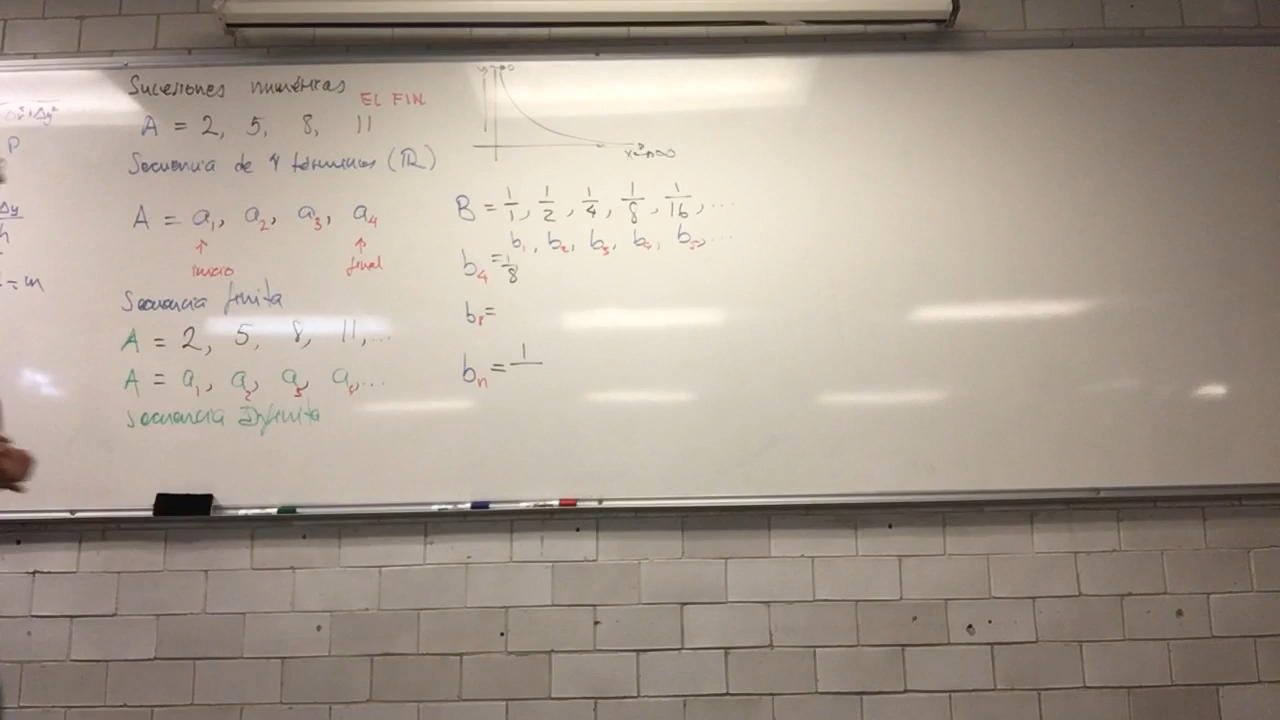 Sucesiones numéricas
EL FIN
A = 2, 5, 8, 11
Secuencia de 4 términos (ℝ)
A = a₁, a₂, a₃, a₄
↑ ↑
inicio final
Secuencia finita
A = 2, 5, 8, 11,...
A = a₁, a₂, a₃, a₄,...
Secuencia Infinita
y→∞
x→∞
B = 1/1, 1/2, 1/4, 1/8, 1/16, ...
b₁, b₂, b₃, b₄, b₅, ...
b₄ = 1/8
b =
bₙ = 1/
P
Δy
= m